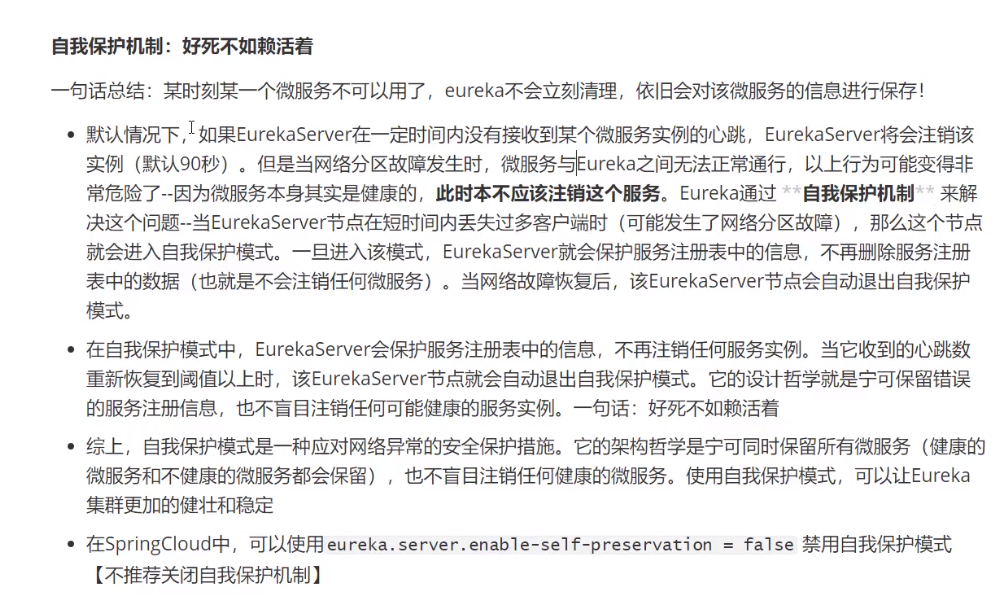 自我保护机制：好死不如赖活着
一句话总结：某时刻某一个微服务不可以用了，eureka不会立刻清理，依旧会对该微服务的信息进行保存！
• 默认情况下，如果EurekaServer在一定时间内没有接收到某个微服务实例的心跳，EurekaServer将会注销该
实例（默认90秒）。但是当网络分区故障发生时，微服务与Eureka之间无法正常通行，以上行为可能变得非
常危险了--因为微服务本身其实是健康的，此时本不应该注销这个服务。Eureka通过 **自我保护机制** 来解
决这个问题--当EurekaServer节点在短时间内丢失过多客户端时（可能发生了网络分区故障），那么这个节点
就会进入自我保护模式。一旦进入该模式，EurekaServer就会保护服务注册表中的信息，不再删除服务注册
表中的数据（也就是不会注销任何微服务）。当网络故障恢复后，该EurekaServer节点会自动退出自我保护
模式。
• 在自我保护模式中，EurekaServer会保护服务注册表中的信息，不再注销任何服务实例。当它收到的心跳数
重新恢复到阈值以上时，该EurekaServer节点就会自动退出自我保护模式。它的设计哲学就是宁可保留错误
的服务注册信息，也不盲目注销任何可能健康的服务实例。一句话：好死不如赖活着
• 综上，自我保护模式是一种应对网络异常的安全保护措施。它的架构哲学是宁可同时保留所有微服务（健康的
微服务和不健康的微服务都会保留），也不盲目注销任何健康的微服务。使用自我保护模式，可以让Eureka
集群更加的健壮和稳定
• 在SpringCloud中，可以使用eureka.server.enable-self-preservation = false 禁用自我保护模式
【不推荐关闭自我保护机制】